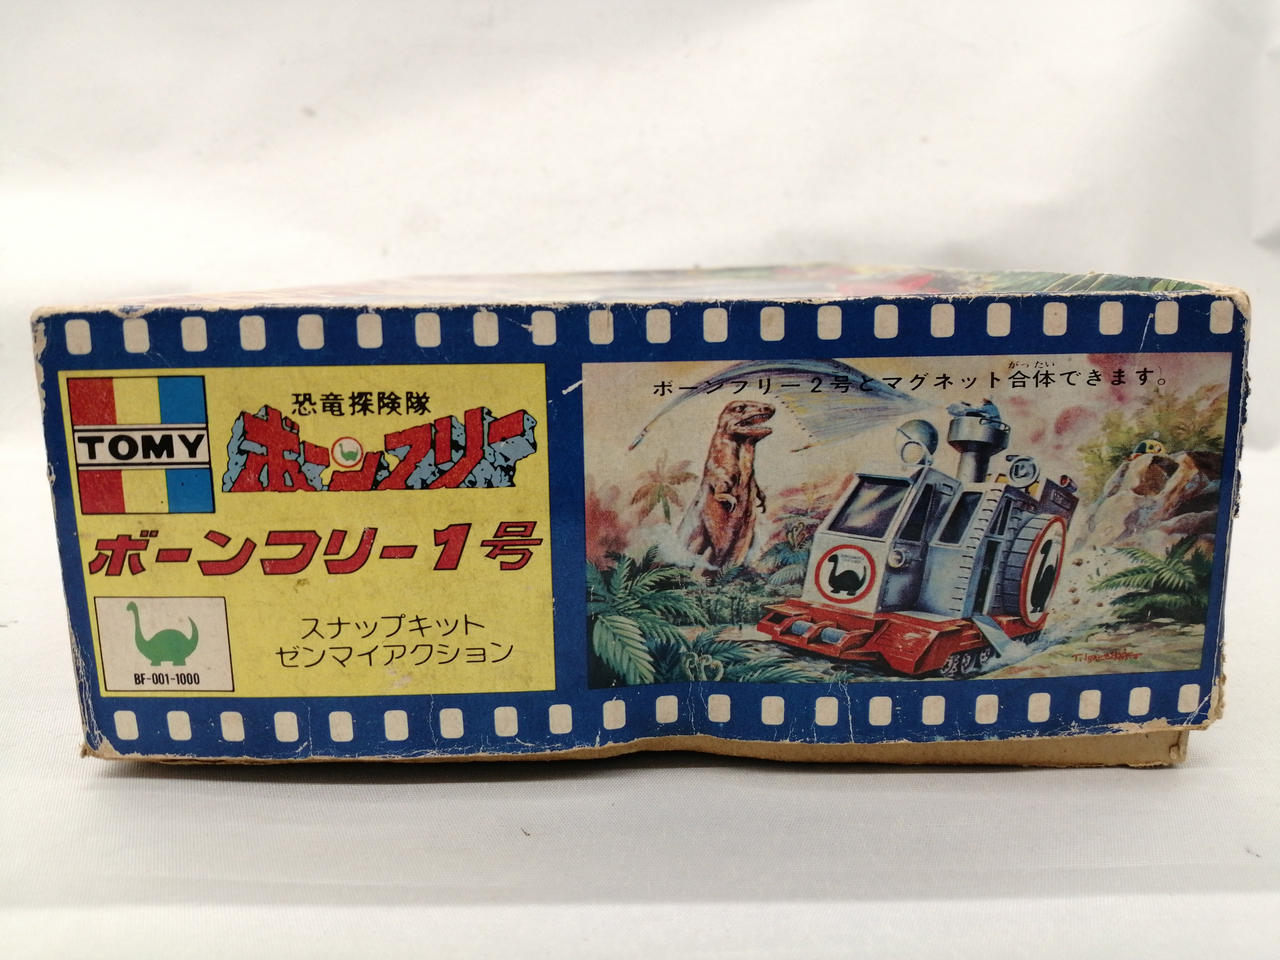 TOMY
恐竜探険隊
ボーンフリー
ボーンフリー1号
BF-001-1000
スナップキット
ゼンマイアクション
がったい
ボーンフリー2号とマグネット合体できます。